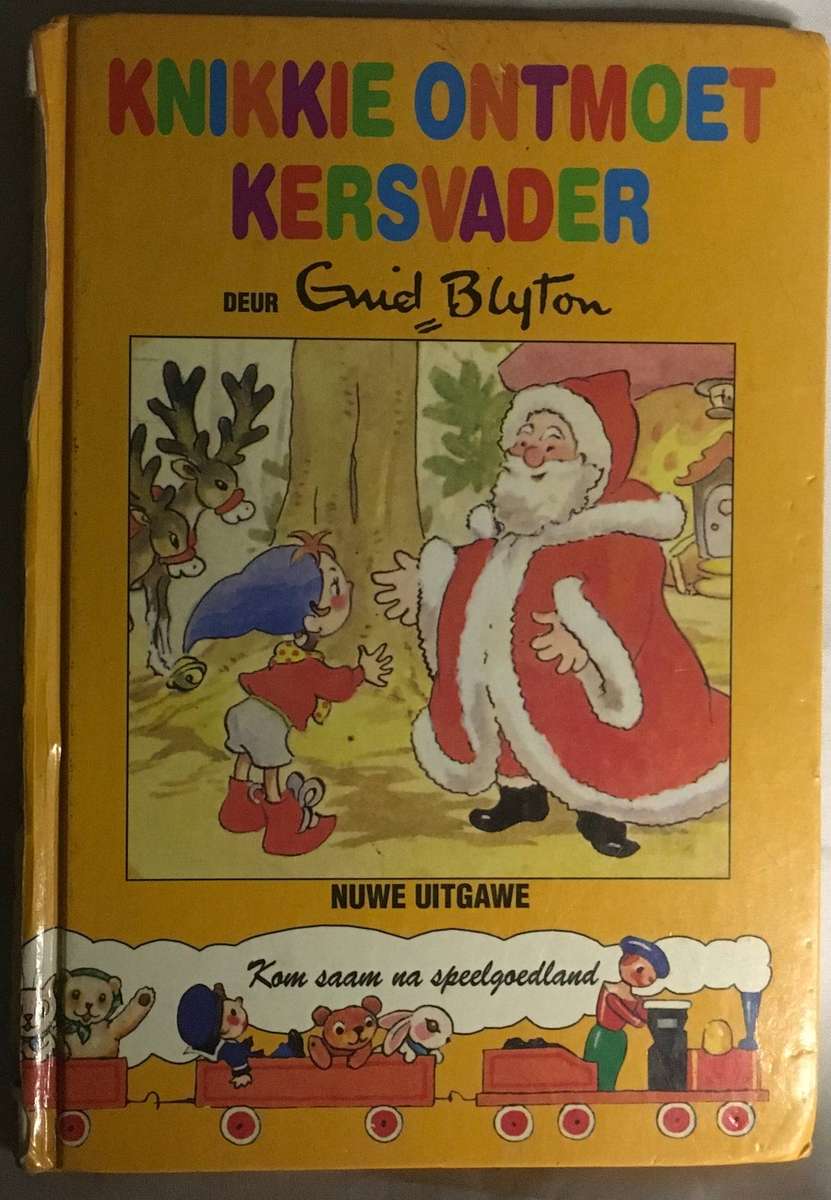 KNIKKIE ONTMOET
KERSVADER
DEUR Enid Blyton
NUWE UITGAWE
Kom saam na speelgoedland